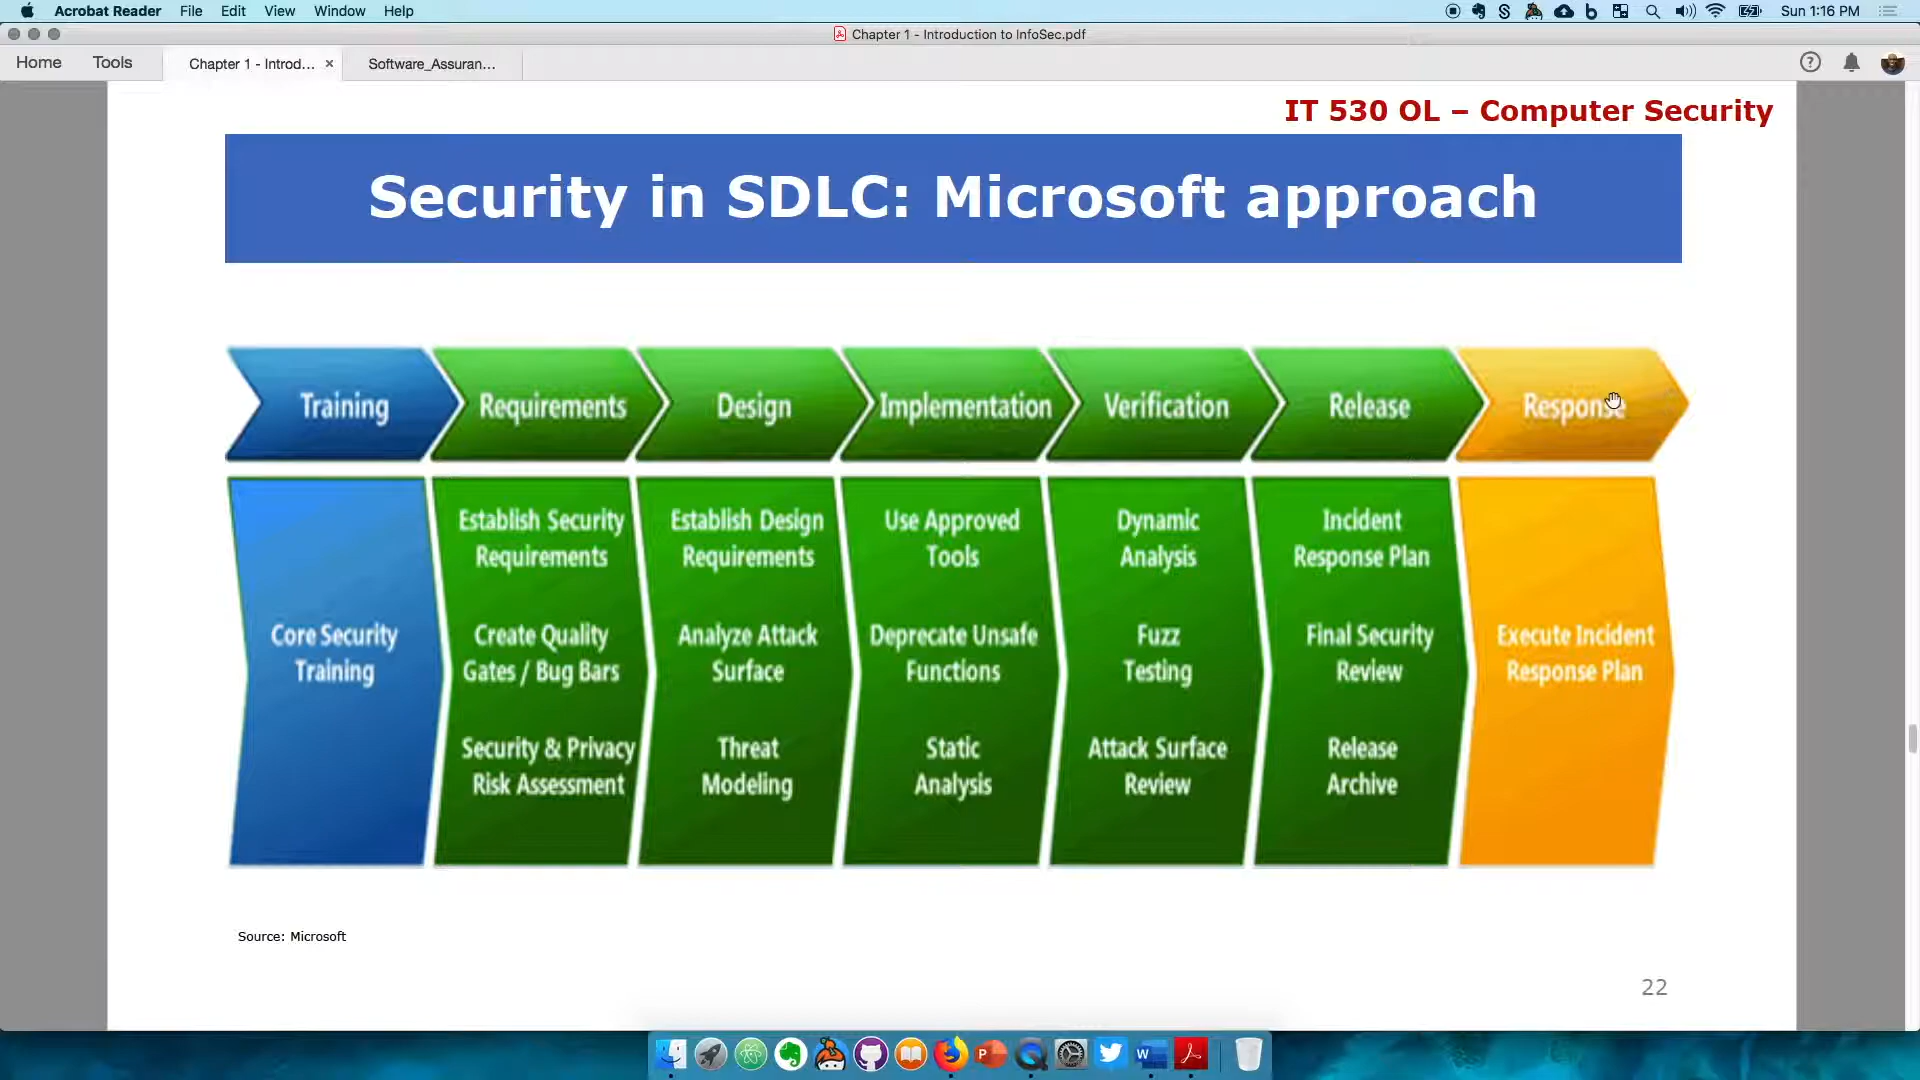 Acrobat Reader File Edit View Window Help Sun 1:16 PM
Chapter 1 - Introduction to InfoSec.pdf
Home Tools Chapter 1 - Introd... × Software_Assuran...
IT 530 OL – Computer Security
Security in SDLC: Microsoft approach
Training Requirements Design Implementation Verification Release Response
Core Security
Training
Establish Security
Requirements
Create Quality
Gates / Bug Bars
Security & Privacy
Risk Assessment
Establish Design
Requirements
Analyze Attack
Surface
Threat
Modeling
Use Approved
Tools
Deprecate Unsafe
Functions
Static
Analysis
Dynamic
Analysis
Fuzz
Testing
Attack Surface
Review
Incident
Response Plan
Final Security
Review
Release
Archive
Execute Incident
Response Plan
Source: Microsoft
22